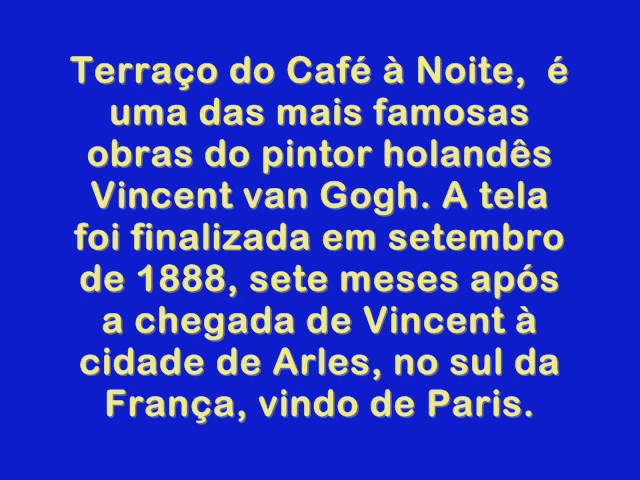 Terraço do Café à Noite,  é
uma das mais famosas
obras do pintor holandês
Vincent van Gogh. A tela
foi finalizada em setembro
de 1888, sete meses após
a chegada de Vincent à
cidade de Arles, no sul da
França, vindo de Paris.